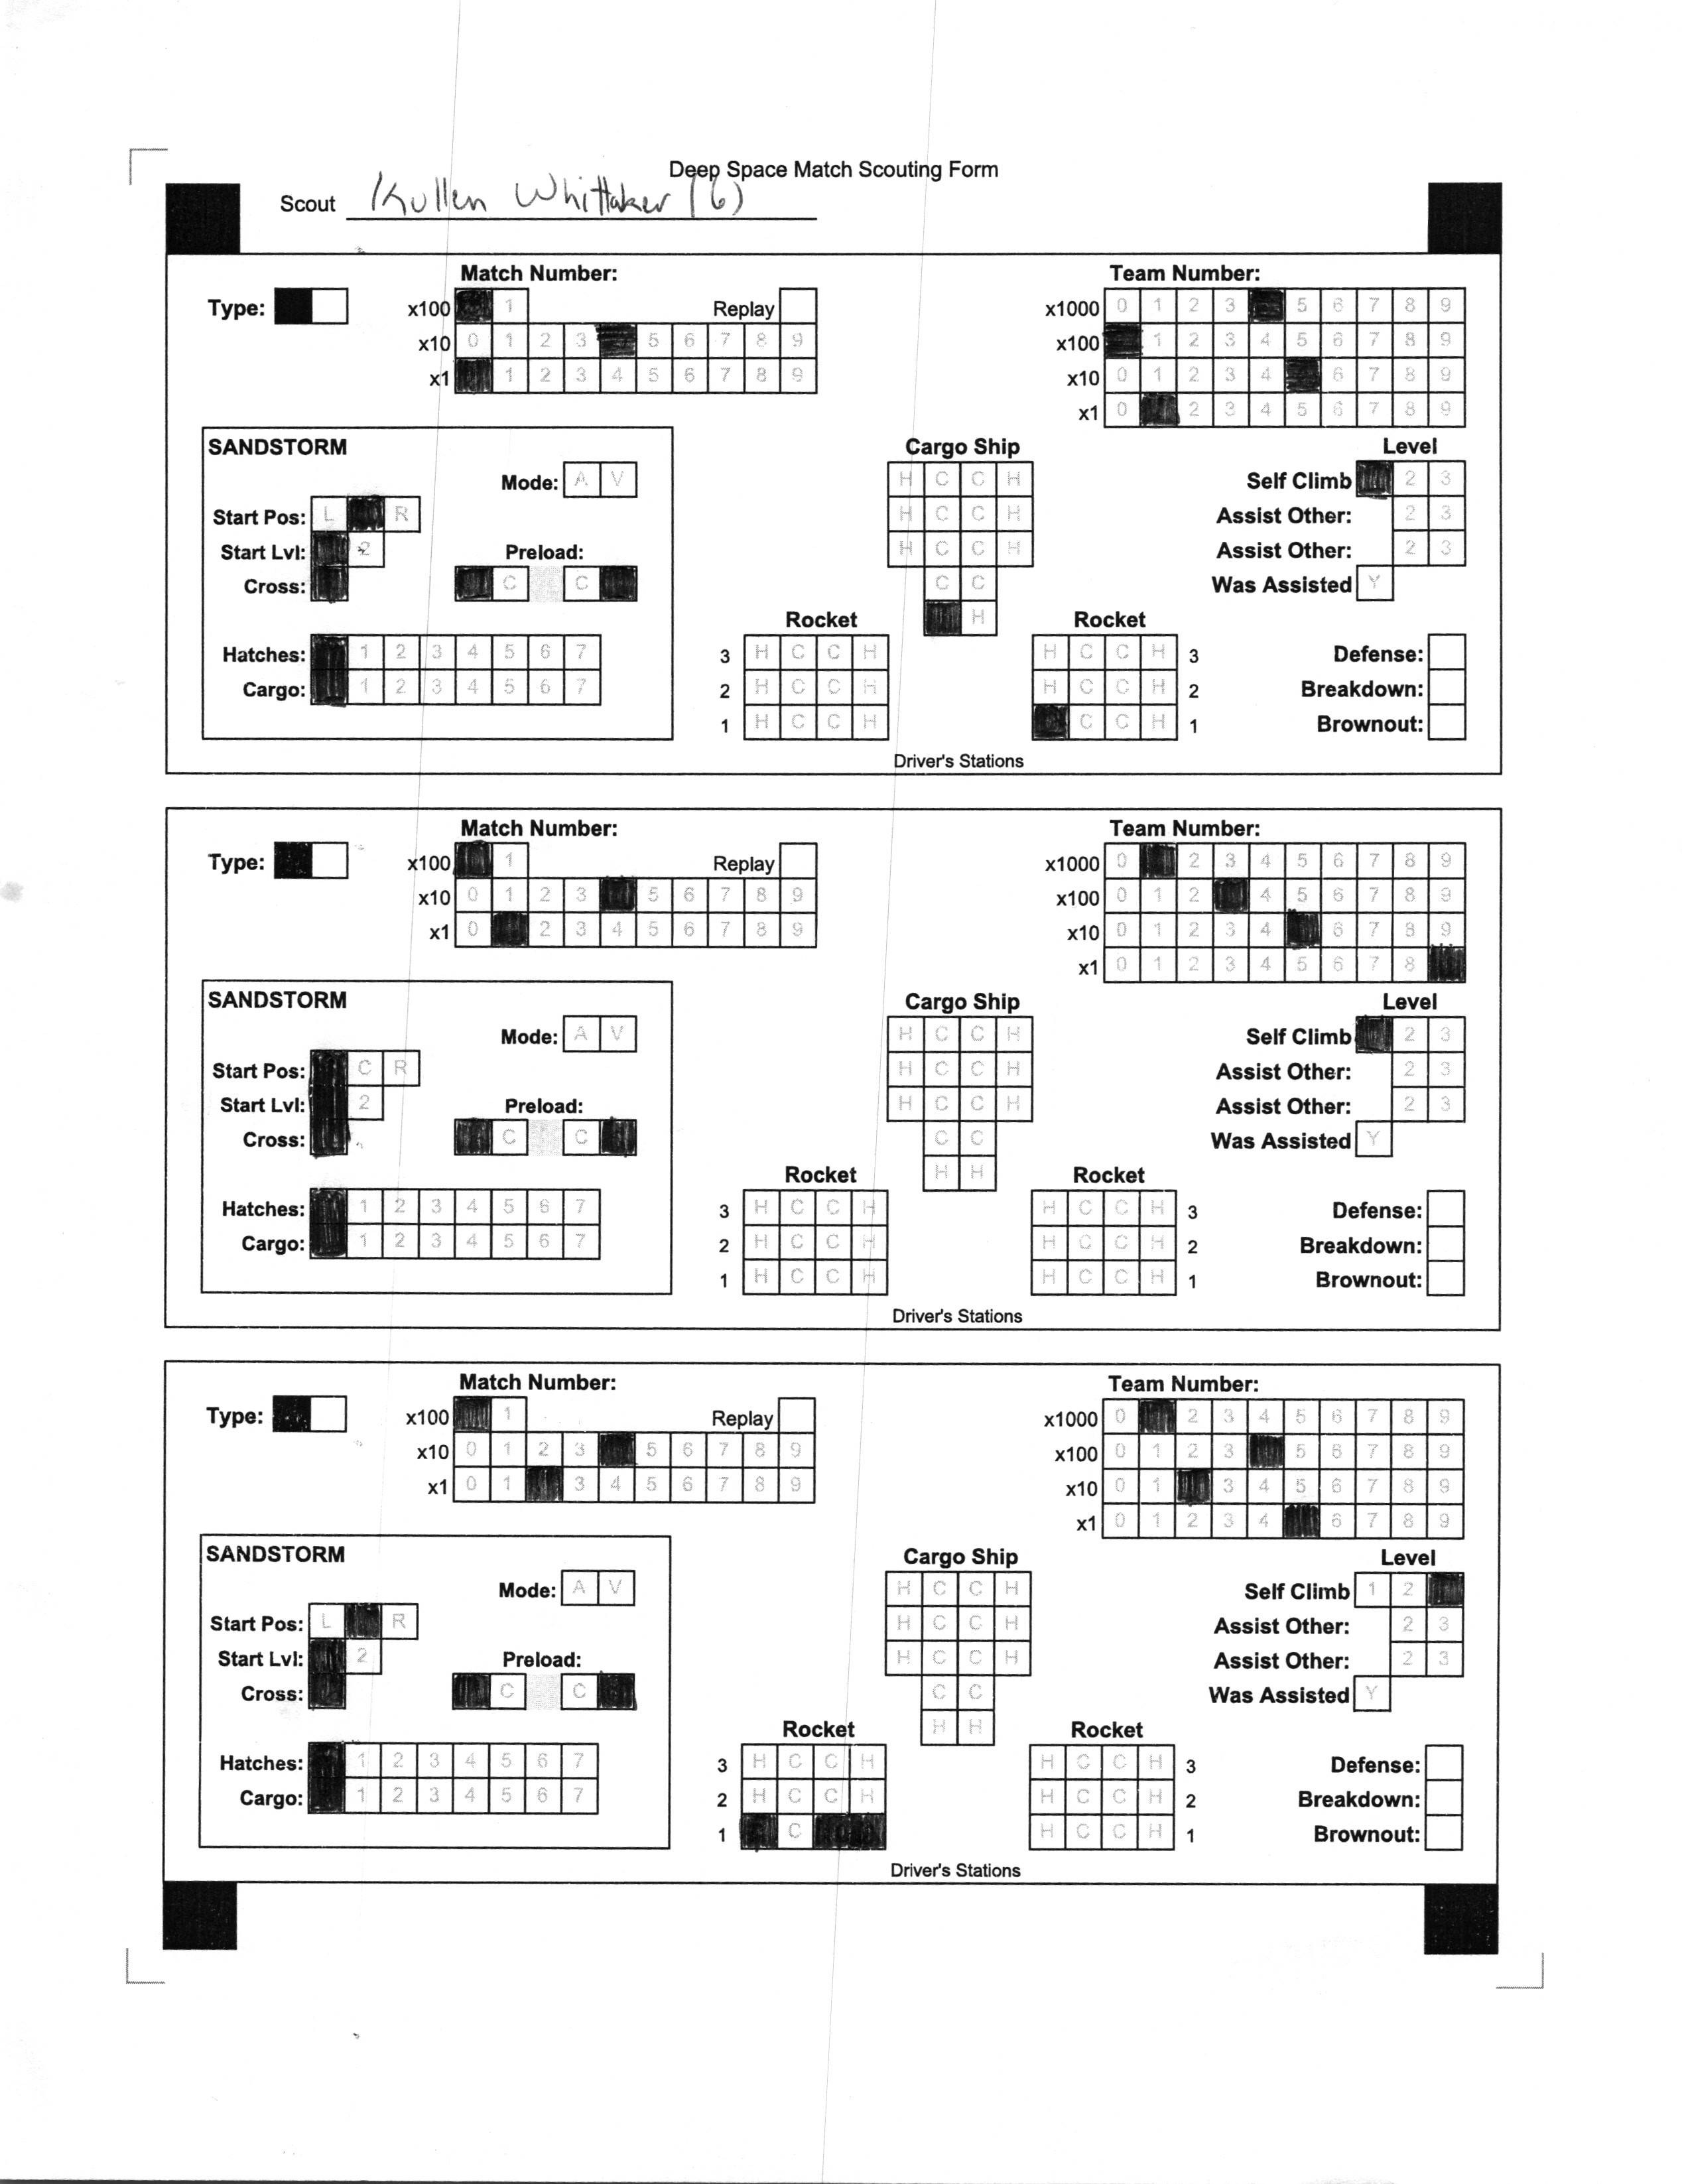 Deep Space Match Scouting Form
Scout Kullen Whittaker (6)
Match Number: Team Number:
Type: x100 1 Replay x1000 0 1 2 3 5 6 7 8 9
x10 0 1 2 3 5 6 7 8 9 x100 1 2 3 4 5 6 7 8 9
x1 1 2 3 4 5 6 7 8 9 x10 0 1 2 3 4 6 7 8 9
x1 0 2 3 4 5 6 7 8 9
SANDSTORM Cargo Ship Level
Mode: A V H C C H Self Climb 2 3
Start Pos: L R H C C H Assist Other: 2 3
Start Lvl: 2 Preload: H C C H Assist Other: 2 3
Cross: C C C C Was Assisted Y
H
Rocket Rocket
Hatches: 1 2 3 4 5 6 7 3 H C C H H C C H 3 Defense:
Cargo: 1 2 3 4 5 6 7 2 H C C H H C C H 2 Breakdown:
1 H C C H C C H 1 Brownout:
Driver's Stations
Match Number: Team Number:
Type: x100 1 Replay x1000 0 2 3 4 5 6 7 8 9
x10 0 1 2 3 5 6 7 8 9 x100 0 1 2 4 5 6 7 8 9
x1 0 2 3 4 5 6 7 8 9 x10 0 1 2 3 4 6 7 8 9
x1 0 1 2 3 4 5 6 7 8
SANDSTORM Cargo Ship Level
Mode: A V H C C H Self Climb 2 3
Start Pos: C R H C C H Assist Other: 2 3
Start Lvl: 2 Preload: H C C H Assist Other: 2 3
Cross: C C C C Was Assisted Y
H H
Rocket Rocket
Hatches: 1 2 3 4 5 6 7 3 H C C H H C C H 3 Defense:
Cargo: 1 2 3 4 5 6 7 2 H C C H H C C H 2 Breakdown:
1 H C C H H C C H 1 Brownout:
Driver's Stations
Match Number: Team Number:
Type: x100 1 Replay x1000 0 2 3 4 5 6 7 8 9
x10 0 1 2 3 5 6 7 8 9 x100 0 1 2 3 5 6 7 8 9
x1 0 1 3 4 5 6 7 8 9 x10 0 1 3 4 5 6 7 8 9
x1 0 1 2 3 4 6 7 8 9
SANDSTORM Cargo Ship Level
Mode: A V H C C H Self Climb 1 2
Start Pos: L R H C C H Assist Other: 2 3
Start Lvl: 2 Preload: H C C H Assist Other: 2 3
Cross: C C C C Was Assisted Y
H H
Rocket Rocket
Hatches: 1 2 3 4 5 6 7 3 H C C H H C C H 3 Defense:
Cargo: 1 2 3 4 5 6 7 2 H C C H H C C H 2 Breakdown:
1 C H C C H 1 Brownout:
Driver's Stations